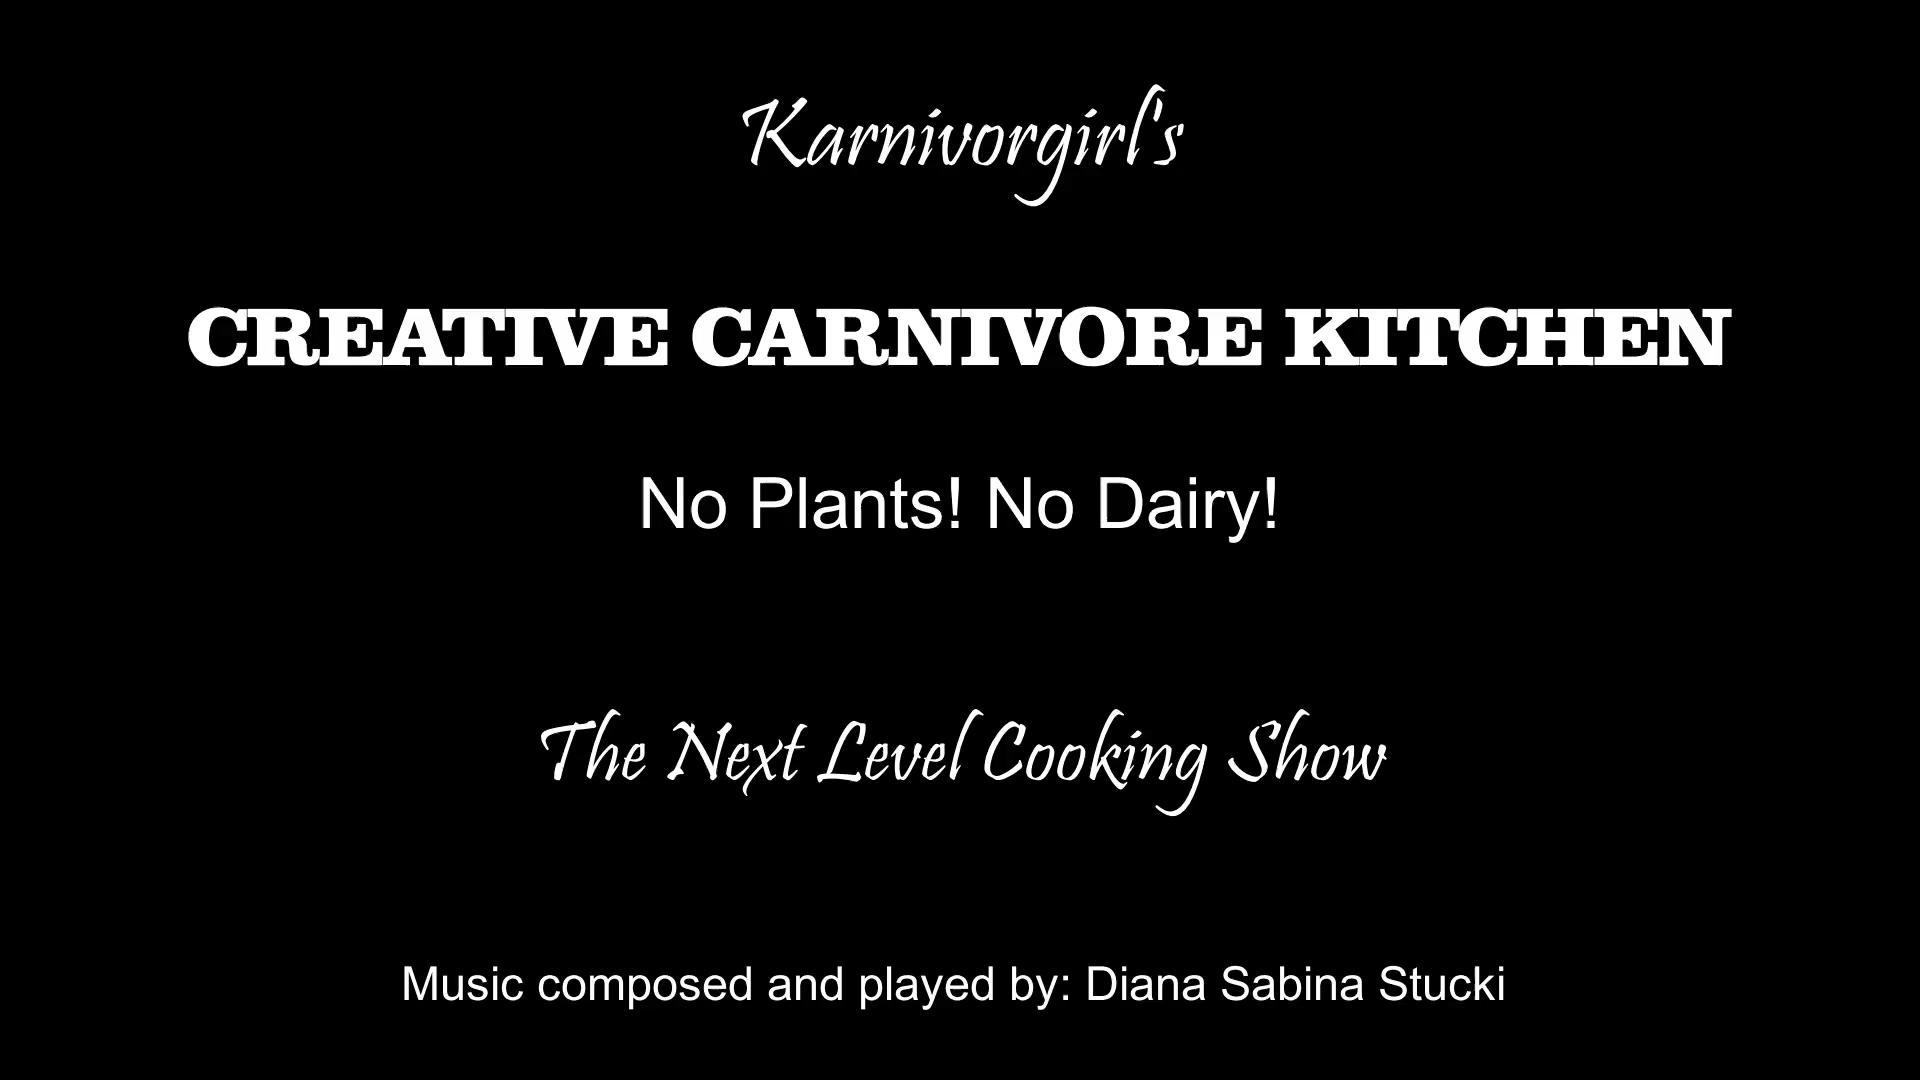 Karnivorgirl's
CREATIVE CARNIVORE KITCHEN
No Plants! No Dairy!
The Next Level Cooking Show
Music composed and played by: Diana Sabina Stucki